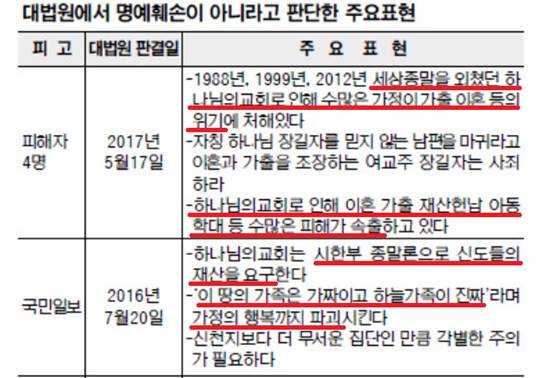 대법원에서 명예훼손이 아니라고 판단한 주요표현
피 고 대법원 판결일 주 요 표 현
피해자
4명
2017년
5월17일
-1988년, 1999년, 2012년 세상종말을 외쳤던 하
나님의교회로 인해 수많은 가정이 가출 이혼 등의
위기에 처해있다
-자칭 하나님 장길자를 믿지 않는 남편을 마귀라고
이혼과 가출을 조장하는 여교주 장길자는 사죄
하라
-하나님의교회로 인해 이혼 가출 재산헌납 아동
학대 등 수많은 피해가 속출하고 있다
국민일보
2016년
7월20일
-하나님의교회는 시한부 종말론으로 신도들의
재산을 요구한다
-‘이 땅의 가족은 가짜이고 하늘가족이 진짜’라며
가정의 행복까지 파괴시킨다
-신천지보다 더 무서운 집단인 만큼 각별한 주의
가 필요하다